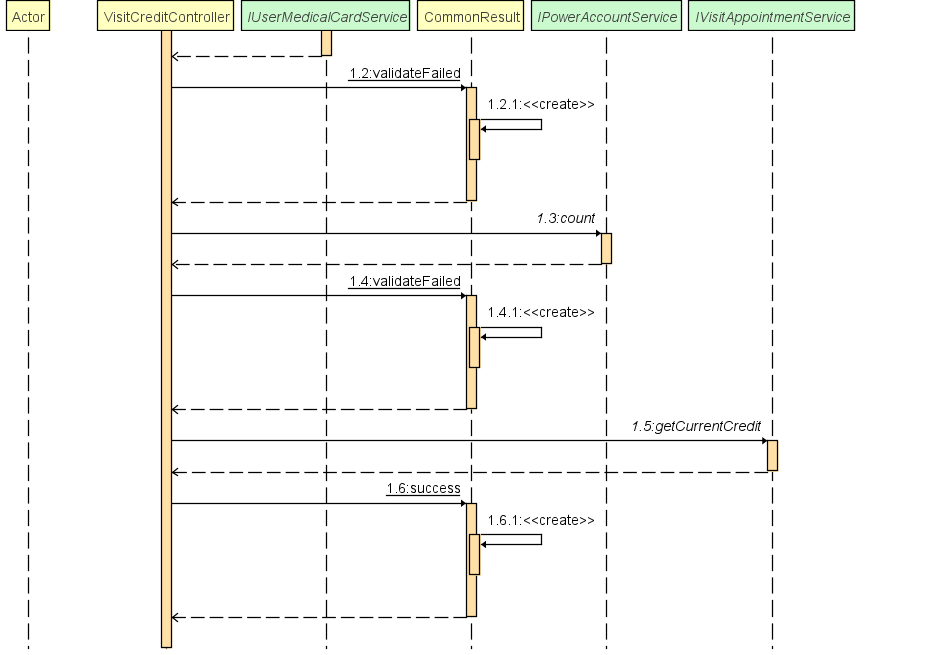 Actor
VisitCreditController
IUserMedicalCardService
CommonResult
IPowerAccountService
IVisitAppointmentService
1.2:validateFailed
1.2.1:<<create>>
1.3:count
1.4:validateFailed
1.4.1:<<create>>
1.5:getCurrentCredit
1.6:success
1.6.1:<<create>>